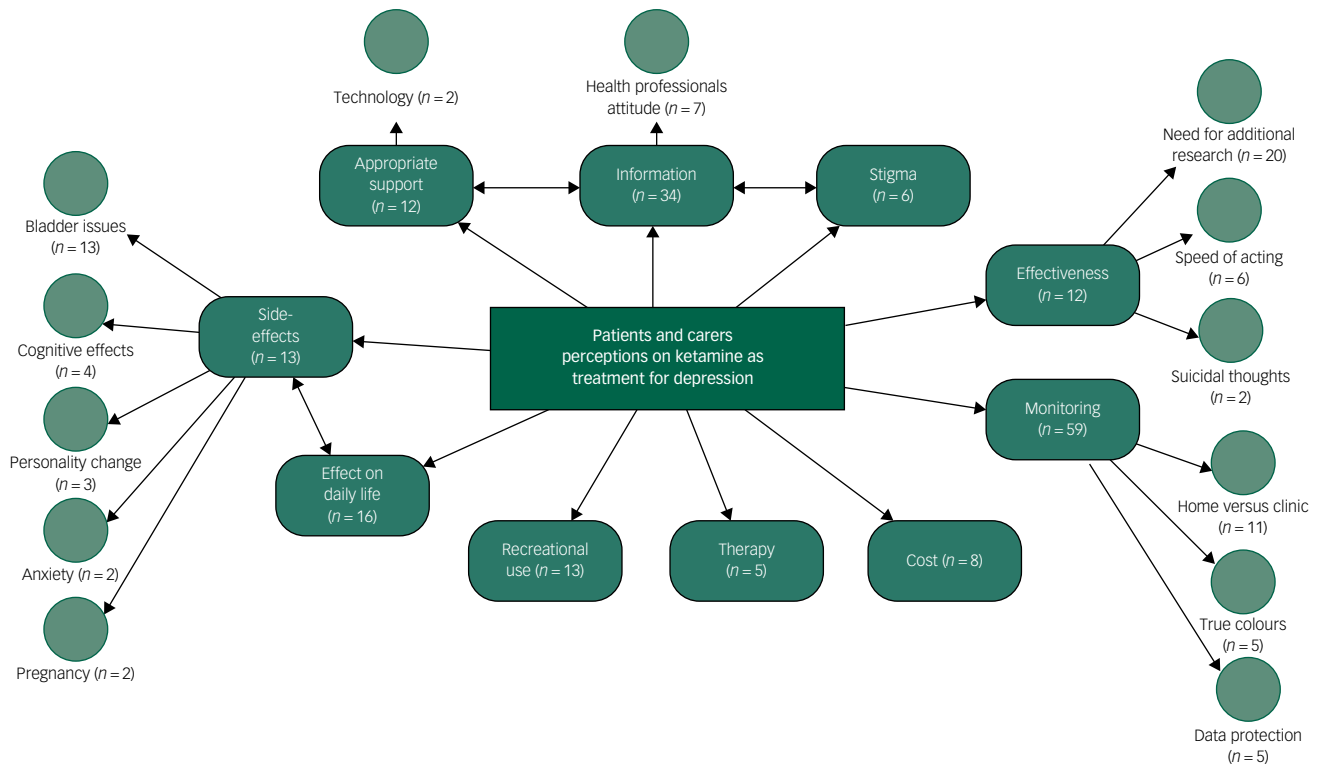 Technology (n = 2)
Health professionals
attitude (n = 7)
Need for additional
research (n = 20)
Appropriate
support
(n = 12)
Information
(n = 34)
Stigma
(n = 6)
Bladder issues
(n = 13)
Speed of acting
(n = 6)
Effectiveness
(n = 12)
Side-
effects
(n = 13)
Cognitive effects
(n = 4)
Patients and carers
perceptions on ketamine as
treatment for depression
Suicidal thoughts
(n = 2)
Monitoring
(n = 59)
Personality change
(n = 3)
Effect on
daily life
(n = 16)
Home versus clinic
(n = 11)
Anxiety (n = 2)
Recreational
use (n = 13)
Therapy
(n = 5)
Cost (n = 8)
True colours
(n = 5)
Pregnancy (n = 2)
Data protection
(n = 5)